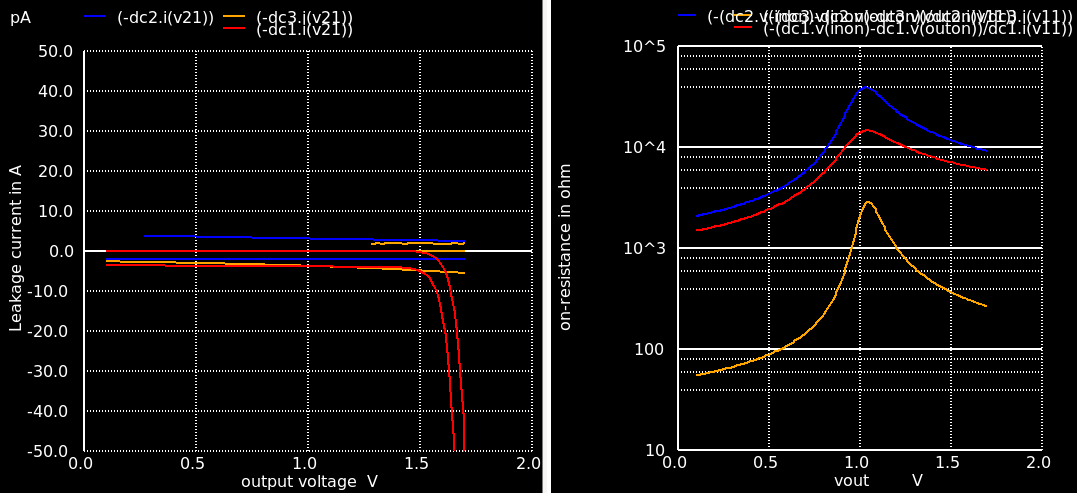 pA
(-dc2.i(v21)) (-dc3.i(v21))
(-dc1.i(v21))
50.0
40.0
30.0
20.0
10.0
0.0
-10.0
-20.0
-30.0
-40.0
-50.0
Leakage current in A
0.0 0.5 1.0 1.5 2.0
output voltage V
(-(dc1.v(inon)-dc1.v(outon))/dc1.i(v11))
10^5
10^4
10^3
100
10
on-resistance in ohm
0.0 0.5 1.0 1.5 2.0
vout V